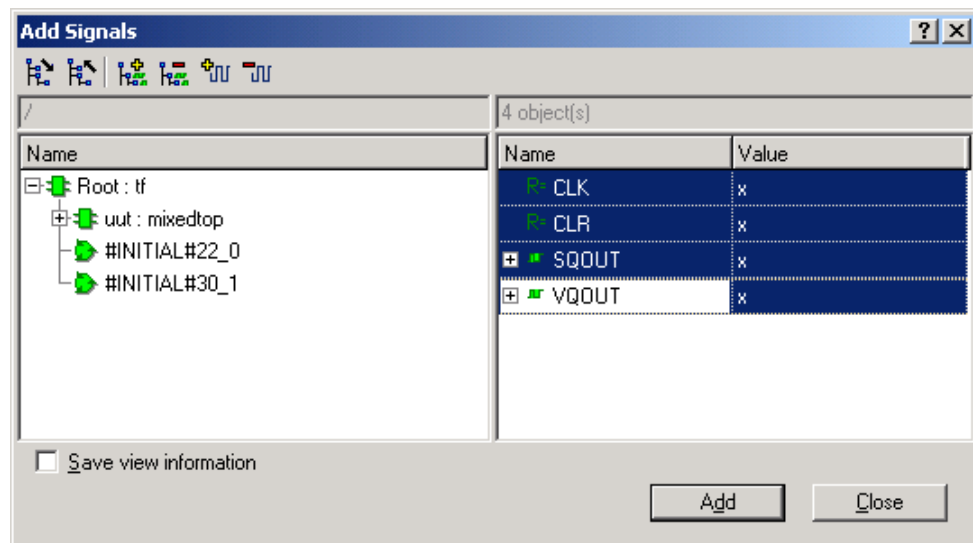 Add Signals
/
4 object(s)
Name
Name Value
Root : tf
uut : mixedtop
#INITIAL#22_0
#INITIAL#30_1
R= CLK x
R= CLR x
SQOUT x
VQOUT x
Save view information
Add Close